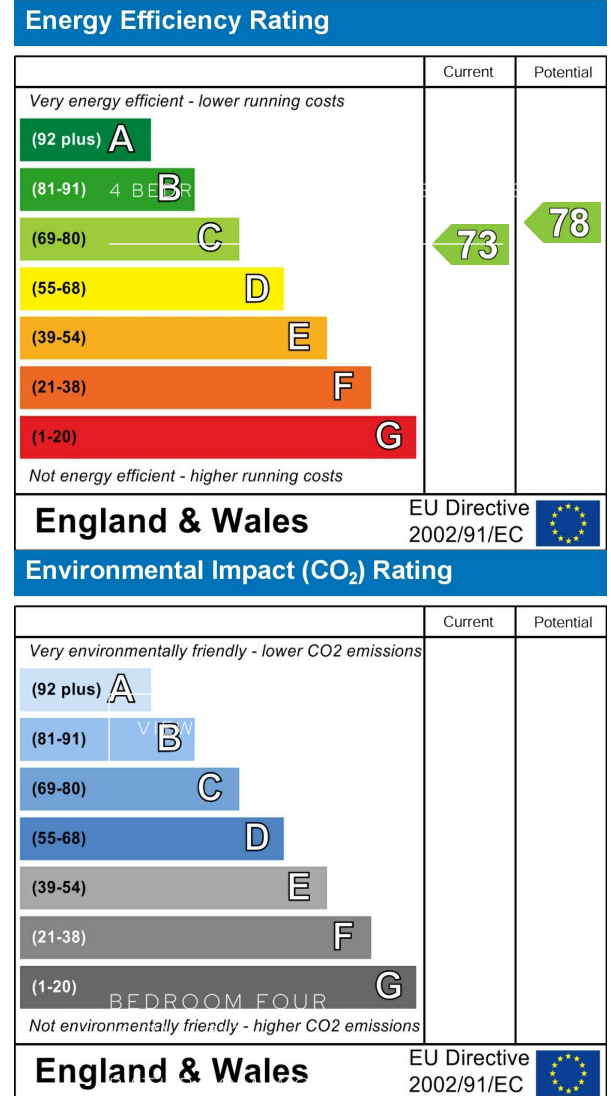 Energy Efficiency Rating
Current Potential
Very energy efficient - lower running costs
(92 plus) A
(81-91) B
4 BEDR
(69-80) C
73
78
(55-68) D
(39-54) E
(21-38) F
(1-20) G
Not energy efficient - higher running costs
England & Wales
EU Directive
2002/91/EC
Environmental Impact (CO₂) Rating
Current Potential
Very environmentally friendly - lower CO2 emissions
(92 plus) A
(81-91) B
VIEW
(69-80) C
(55-68) D
(39-54) E
(21-38) F
(1-20) G
BEDROOM FOUR
Not environmentally friendly - higher CO2 emissions
England & Wales
EU Directive
2002/91/EC